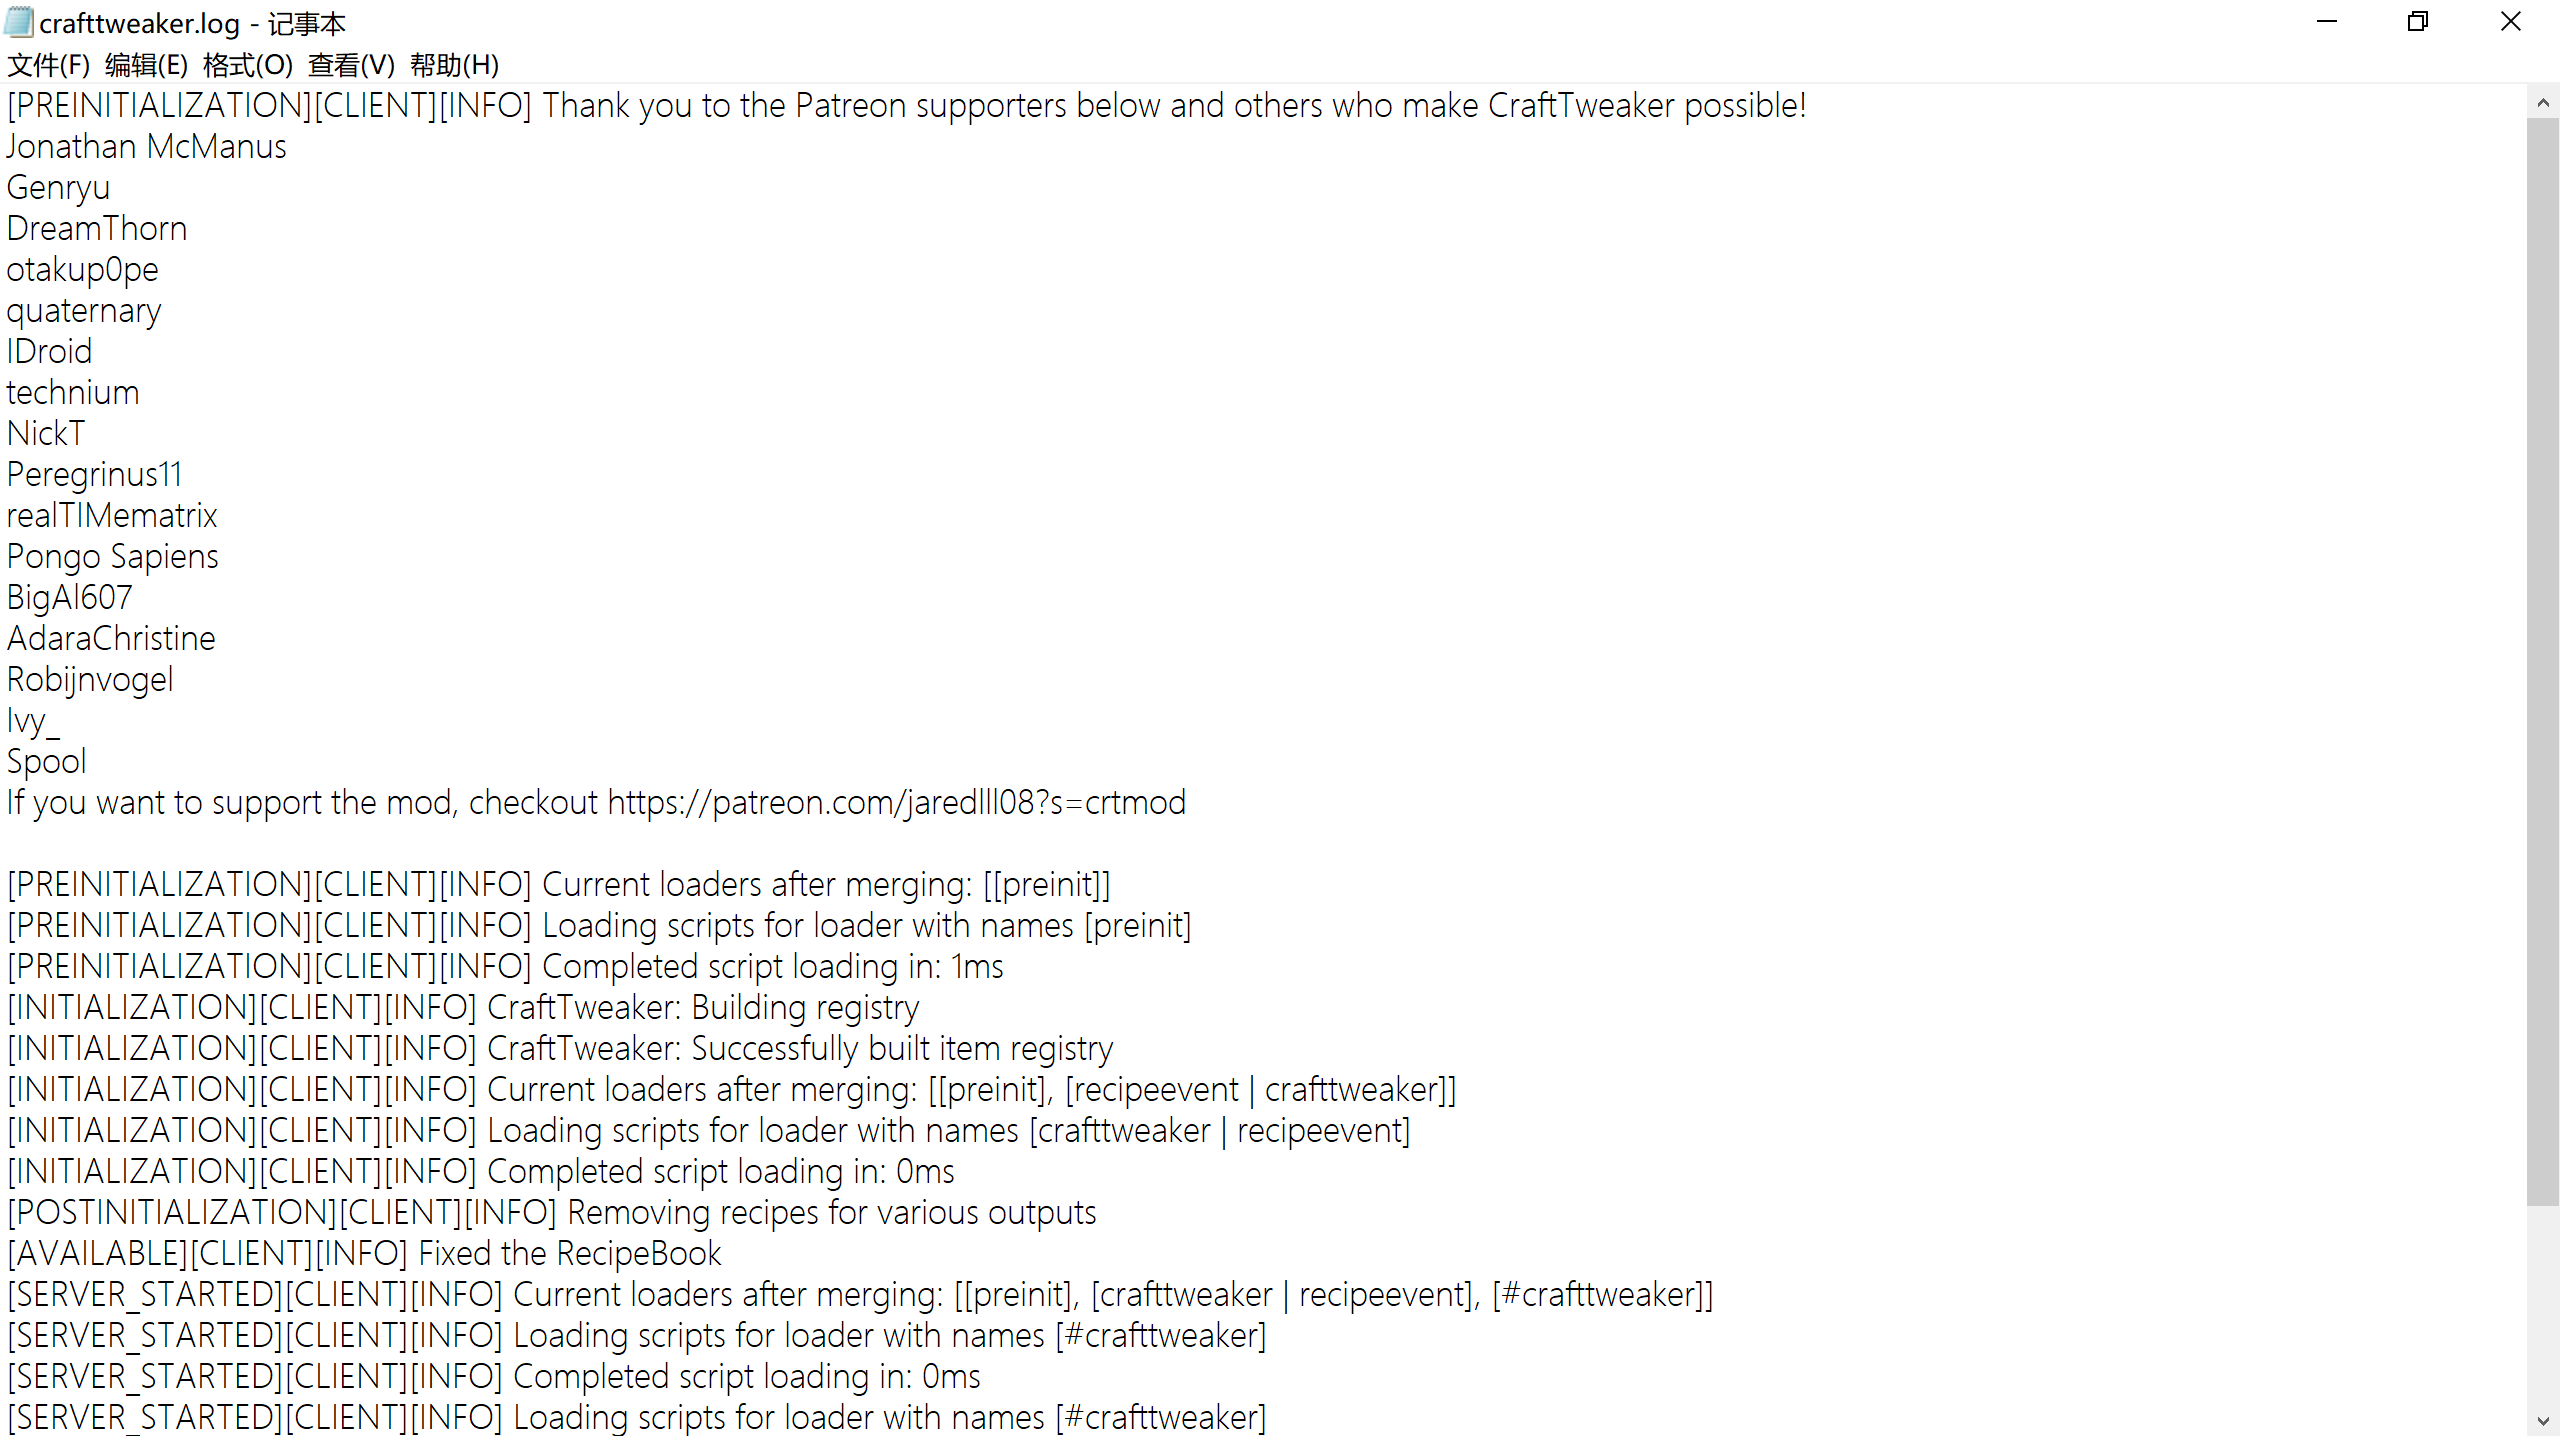 crafttweaker.log - 记事本
文件(F) 编辑(E) 格式(O) 查看(V) 帮助(H)
[PREINITIALIZATION][CLIENT][INFO] Thank you to the Patreon supporters below and others who make CraftTweaker possible!
Jonathan McManus
Genryu
DreamThorn
otakup0pe
quaternary
IDroid
technium
NickT
Peregrinus11
realTIMematrix
Pongo Sapiens
BigAl607
AdaraChristine
Robijnvogel
Ivy_
Spool
If you want to support the mod, checkout https://patreon.com/jaredlll08?s=crtmod
[PREINITIALIZATION][CLIENT][INFO] Current loaders after merging: [[preinit]]
[PREINITIALIZATION][CLIENT][INFO] Loading scripts for loader with names [preinit]
[PREINITIALIZATION][CLIENT][INFO] Completed script loading in: 1ms
[INITIALIZATION][CLIENT][INFO] CraftTweaker: Building registry
[INITIALIZATION][CLIENT][INFO] CraftTweaker: Successfully built item registry
[INITIALIZATION][CLIENT][INFO] Current loaders after merging: [[preinit], [recipeevent | crafttweaker]]
[INITIALIZATION][CLIENT][INFO] Loading scripts for loader with names [crafttweaker | recipeevent]
[INITIALIZATION][CLIENT][INFO] Completed script loading in: 0ms
[POSTINITIALIZATION][CLIENT][INFO] Removing recipes for various outputs
[AVAILABLE][CLIENT][INFO] Fixed the RecipeBook
[SERVER_STARTED][CLIENT][INFO] Current loaders after merging: [[preinit], [crafttweaker | recipeevent], [#crafttweaker]]
[SERVER_STARTED][CLIENT][INFO] Loading scripts for loader with names [#crafttweaker]
[SERVER_STARTED][CLIENT][INFO] Completed script loading in: 0ms
[SERVER_STARTED][CLIENT][INFO] Loading scripts for loader with names [#crafttweaker]